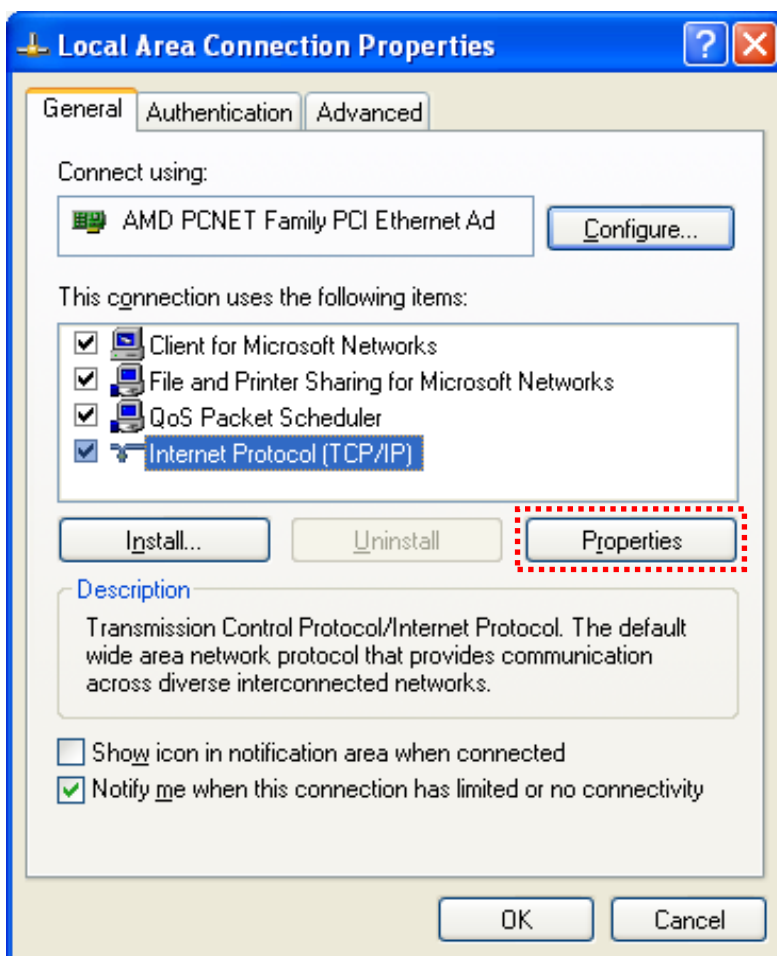 Local Area Connection Properties
General Authentication Advanced
Connect using:
AMD PCNET Family PCI Ethernet Ad
Configure...
This connection uses the following items:
Client for Microsoft Networks
File and Printer Sharing for Microsoft Networks
QoS Packet Scheduler
Internet Protocol (TCP/IP)
Install... Uninstall Properties
Description
Transmission Control Protocol/Internet Protocol. The default
wide area network protocol that provides communication
across diverse interconnected networks.
Show icon in notification area when connected
Notify me when this connection has limited or no connectivity
OK Cancel